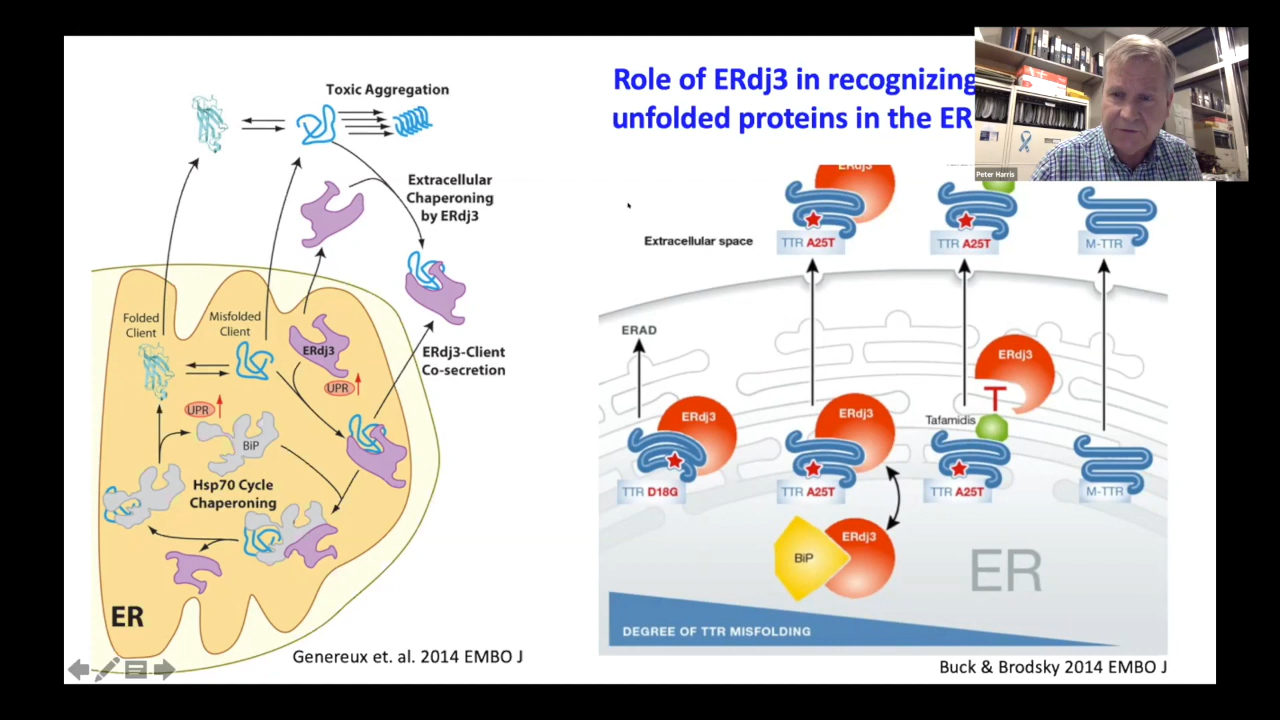 Role of ERdj3 in recognizing
unfolded proteins in the ER
Peter Harris
Toxic Aggregation
Extracellular
Chaperoning
by ERdj3
Folded
Client
Misfolded
Client
ERdj3
UPR
ERdj3-Client
Co-secretion
UPR
BiP
Hsp70 Cycle
Chaperoning
ER
Genereux et. al. 2014 EMBO J
ERdj3
Extracellular space
TTR A25T
TTR A25T
M-TTR
ERAD
ERdj3
ERdj3
ERdj3
T
Tafamidis
TTR D18G
TTR A25T
TTR A25T
M-TTR
BiP
ERdj3
ER
DEGREE OF TTR MISFOLDING
Buck & Brodsky 2014 EMBO J